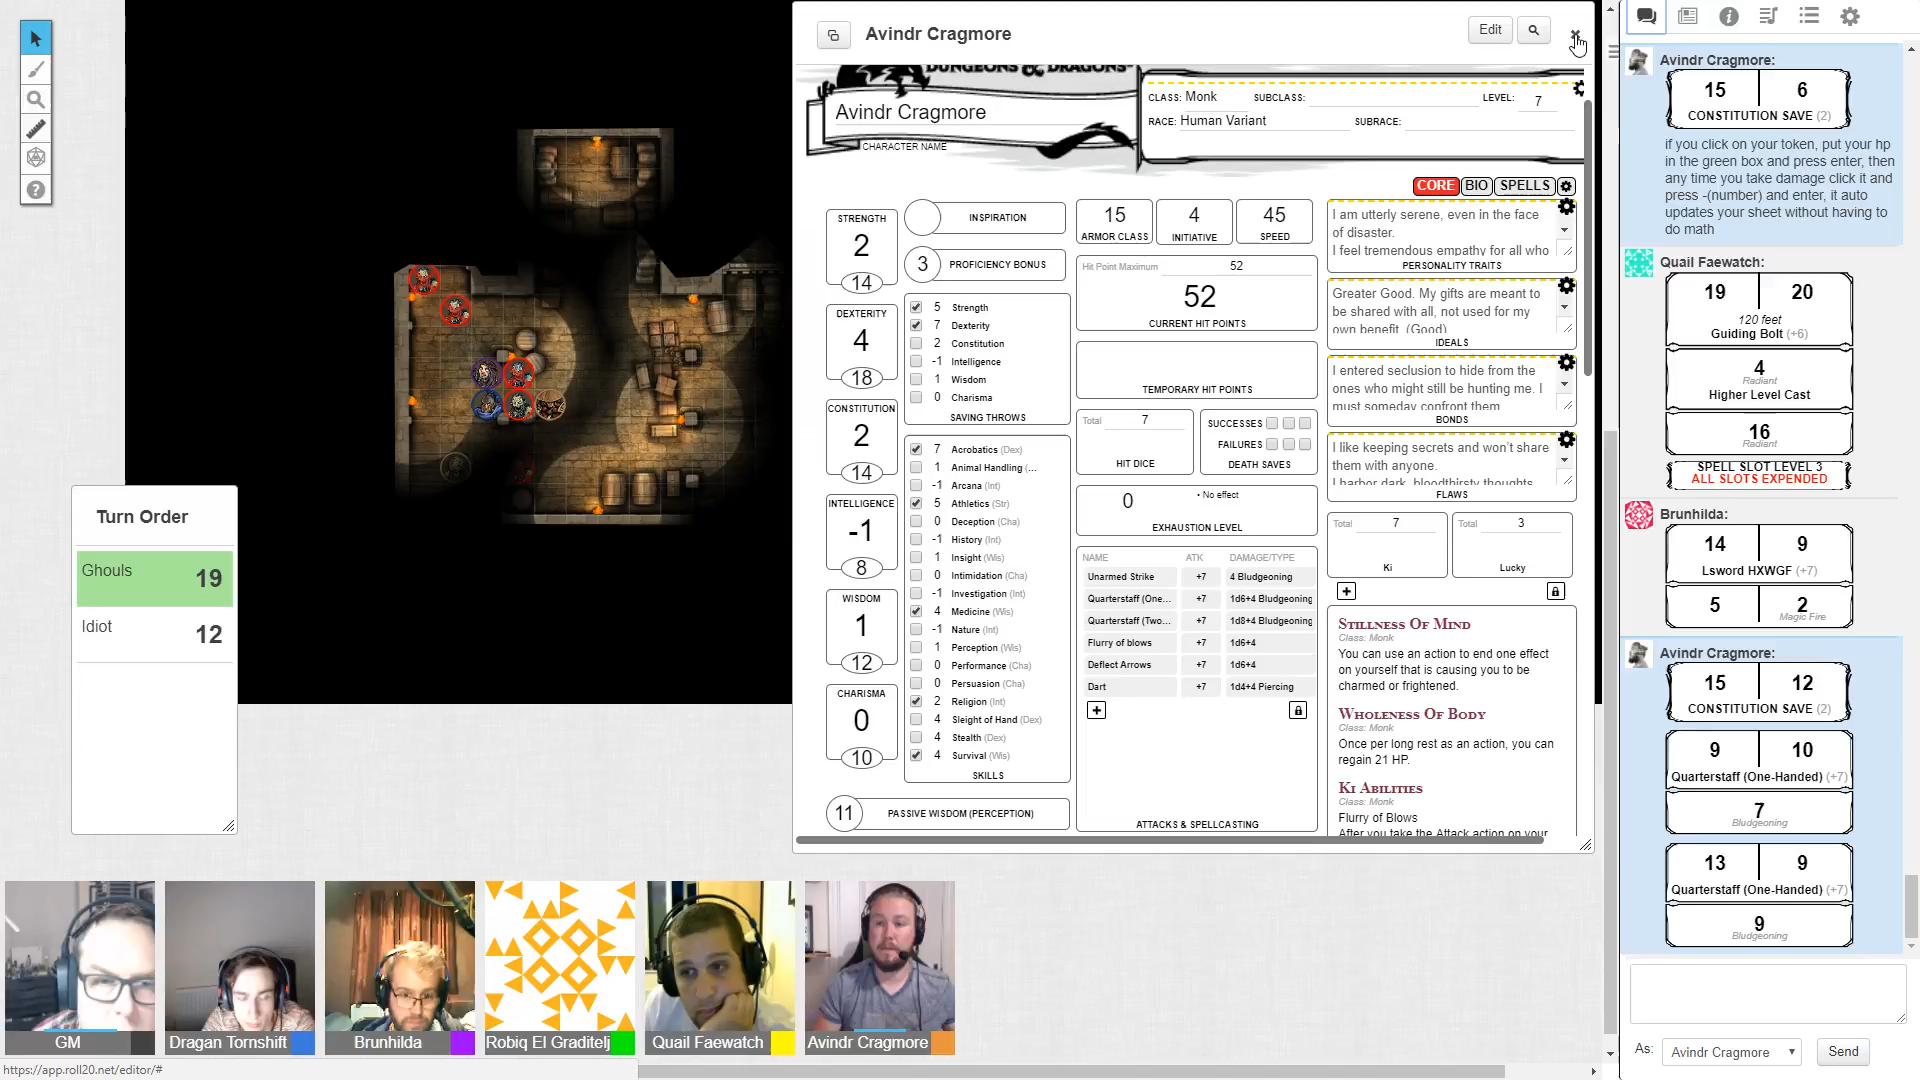 Avindr Cragmore
Edit
DUNGEONS & DRAGONS
Avindr Cragmore
CHARACTER NAME
CLASS: Monk SUBCLASS: LEVEL: 7
RACE: Human Variant SUBRACE:
CORE BIO SPELLS
STRENGTH
2
14
DEXTERITY
4
18
CONSTITUTION
2
14
INTELLIGENCE
-1
8
WISDOM
1
12
CHARISMA
0
10
11 PASSIVE WISDOM (PERCEPTION)
INSPIRATION
3 PROFICIENCY BONUS
5 Strength
7 Dexterity
2 Constitution
-1 Intelligence
1 Wisdom
0 Charisma
SAVING THROWS
7 Acrobatics (Dex)
1 Animal Handling (...
-1 Arcana (Int)
5 Athletics (Str)
0 Deception (Cha)
-1 History (Int)
1 Insight (Wis)
0 Intimidation (Cha)
-1 Investigation (Int)
4 Medicine (Wis)
-1 Nature (Int)
1 Perception (Wis)
0 Performance (Cha)
0 Persuasion (Cha)
2 Religion (Int)
4 Sleight of Hand (Dex)
4 Stealth (Dex)
4 Survival (Wis)
SKILLS
15 4 45
ARMOR CLASS INITIATIVE SPEED
Hit Point Maximum 52
52
CURRENT HIT POINTS
TEMPORARY HIT POINTS
Total 7
HIT DICE
SUCCESSES
FAILURES
DEATH SAVES
0 • No effect
EXHAUSTION LEVEL
NAME ATK DAMAGE/TYPE
Unarmed Strike +7 4 Bludgeoning
Quarterstaff (One... +7 1d6+4 Bludgeoning
Quarterstaff (Two... +7 1d8+4 Bludgeoning
Flurry of blows +7 1d6+4
Deflect Arrows +7 1d6+4
Dart +7 1d4+4 Piercing
ATTACKS & SPELLCASTING
I am utterly serene, even in the face
of disaster.
I feel tremendous empathy for all who
PERSONALITY TRAITS
Greater Good. My gifts are meant to
be shared with all, not used for my
own benefit. (Good)
IDEALS
I entered seclusion to hide from the
ones who might still be hunting me. I
must someday confront them
BONDS
I like keeping secrets and won't share
them with anyone.
I harbor dark, bloodthirsty thoughts
FLAWS
Total 7
Ki
Total 3
Lucky
STILLNESS OF MIND
Class: Monk
You can use an action to end one effect
on yourself that is causing you to be
charmed or frightened.
WHOLENESS OF BODY
Class: Monk
Once per long rest as an action, you can
regain 21 HP.
KI ABILITIES
Class: Monk
Flurry of Blows
After you take the Attack action on your
Turn Order
Ghouls 19
Idiot 12
GM
Dragan Tornshift
Brunhilda
Robiq El Graditelj
Quail Faewatch
Avindr Cragmore
https://app.roll20.net/editor/#
Avindr Cragmore:
15 6
CONSTITUTION SAVE (2)
if you click on your token, put your hp
in the green box and press enter, then
any time you take damage click it and
press -(number) and enter, it auto
updates your sheet without having to
do math
Quail Faewatch:
19 20
120 feet
Guiding Bolt (+6)
4
Radiant
Higher Level Cast
16
Radiant
SPELL SLOT LEVEL 3
ALL SLOTS EXPENDED
Brunhilda:
14 9
Lsword HXWGF (+7)
5 2
Magic Fire
Avindr Cragmore:
15 12
CONSTITUTION SAVE (2)
9 10
Quarterstaff (One-Handed) (+7)
7
Bludgeoning
13 9
Quarterstaff (One-Handed) (+7)
9
Bludgeoning
As: Avindr Cragmore Send